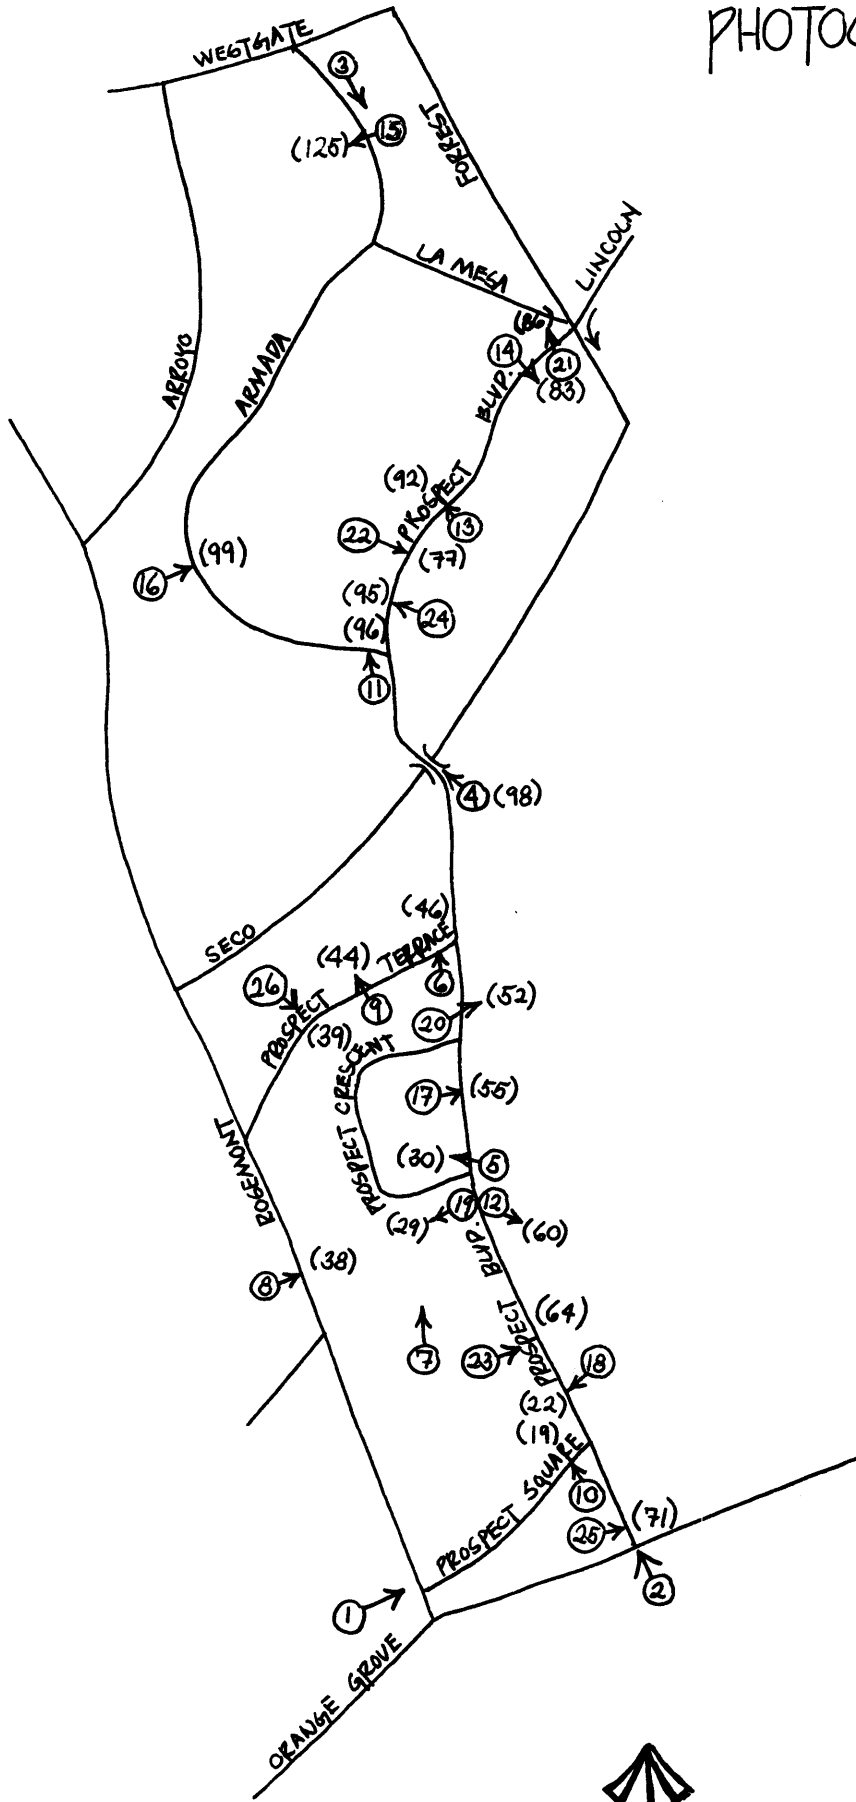 PHOTO
WESTGATE
3
15
(125)
FORREST
LINCOLN
LA MESA
(86)
14
21
(83)
BLVD.
ARROYO
ARMADA
(92)
PROSPECT
13
22
(77)
(99)
16
(95)
24
(96)
11
4 (98)
(46)
SECO
TERRACE
(44)
26
9
6
(52)
20
PROSPECT
(39)
PROSPECT CRESCENT
17
(55)
(30)
5
ROSEMONT
19
12
(29)
(60)
BLVD.
(38)
8
(64)
PROSPECT
7
23
18
(22)
(19)
PROSPECT SQUARE
10
25
(71)
1
2
ORANGE GROVE